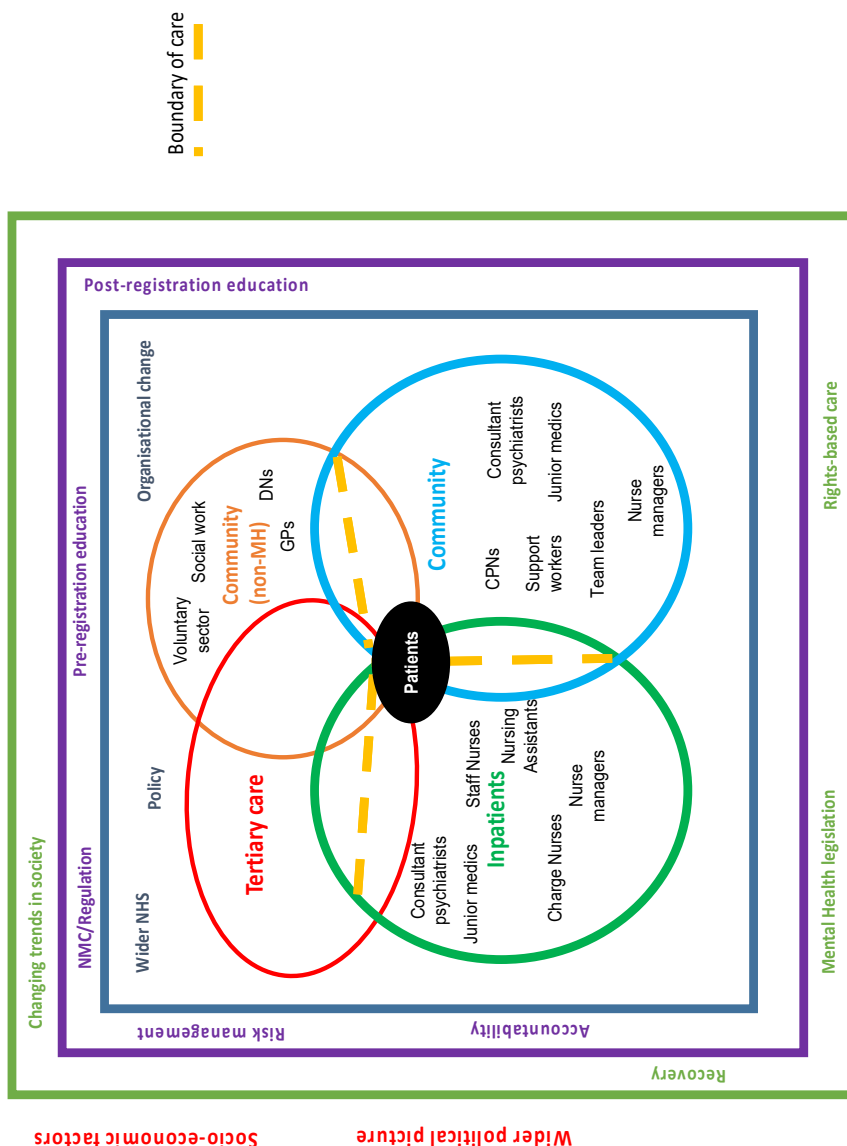 Boundary of care
Changing trends in society
NMC/Regulation
Pre-registration education
Post-registration education
Wider NHS
Policy
Organisational change
Risk management
Accountability
Recovery
Socio-economic factors
Wider political picture
Mental Health legislation
Rights-based care
Tertiary care
Voluntary
sector
Social work
Community
(non-MH)
GPs
DNs
Patients
Inpatients
Consultant
psychiatrists
Junior medics
Staff Nurses
Nursing
Assistants
Charge Nurses
Nurse
managers
Community
CPNs
Support
workers
Consultant
psychiatrists
Junior medics
Team leaders
Nurse
managers